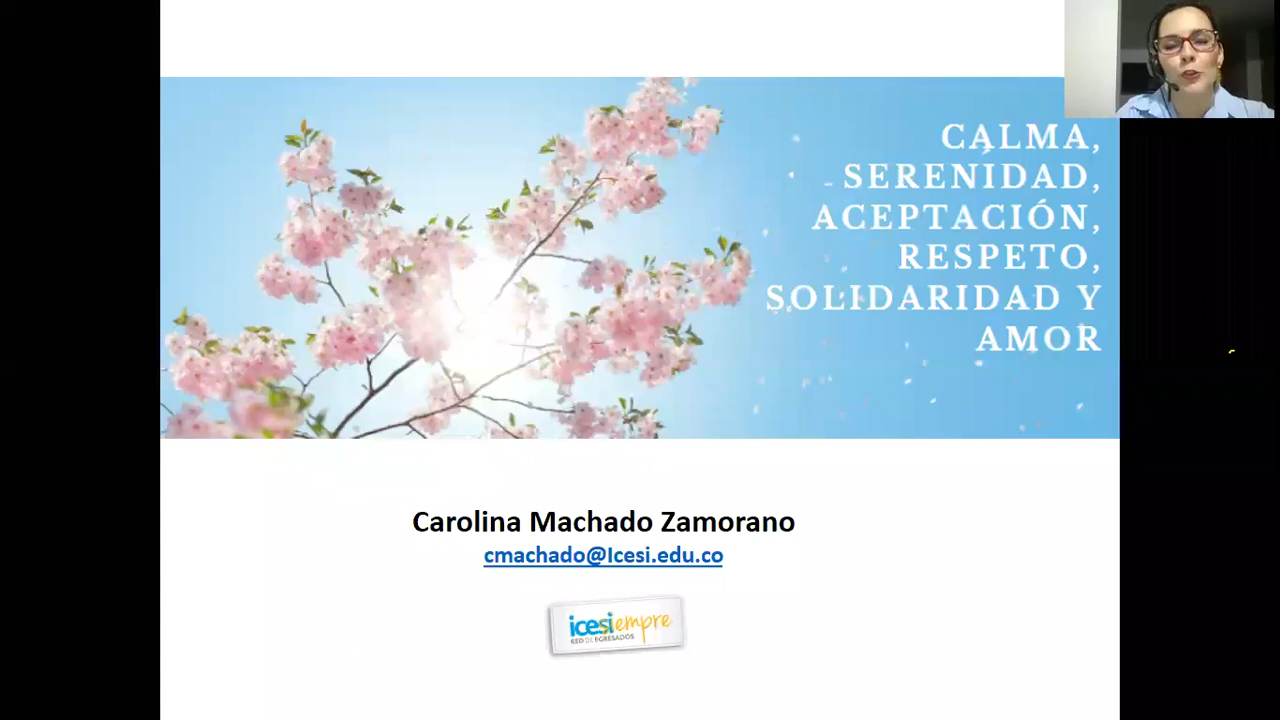 CALMA,
SERENIDAD,
ACEPTACIÓN,
RESPETO,
SOLIDARIDAD Y
AMOR
Carolina Machado Zamorano
cmachado@Icesi.edu.co
icesiempre
RED DE EGRESADOS